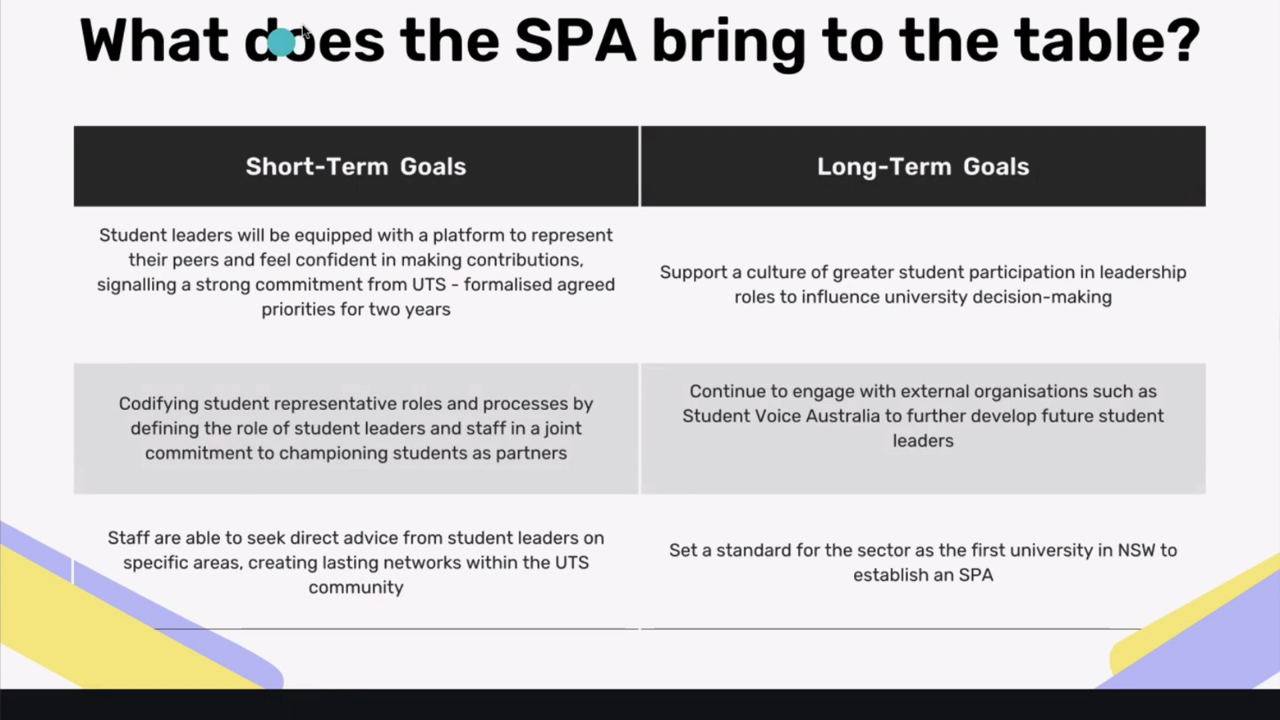 What does the SPA bring to the table?
Short-Term Goals
Long-Term Goals
Student leaders will be equipped with a platform to represent
their peers and feel confident in making contributions,
signalling a strong commitment from UTS - formalised agreed
priorities for two years
Support a culture of greater student participation in leadership
roles to influence university decision-making
Codifying student representative roles and processes by
defining the role of student leaders and staff in a joint
commitment to championing students as partners
Continue to engage with external organisations such as
Student Voice Australia to further develop future student
leaders
Staff are able to seek direct advice from student leaders on
specific areas, creating lasting networks within the UTS
community
Set a standard for the sector as the first university in NSW to
establish an SPA